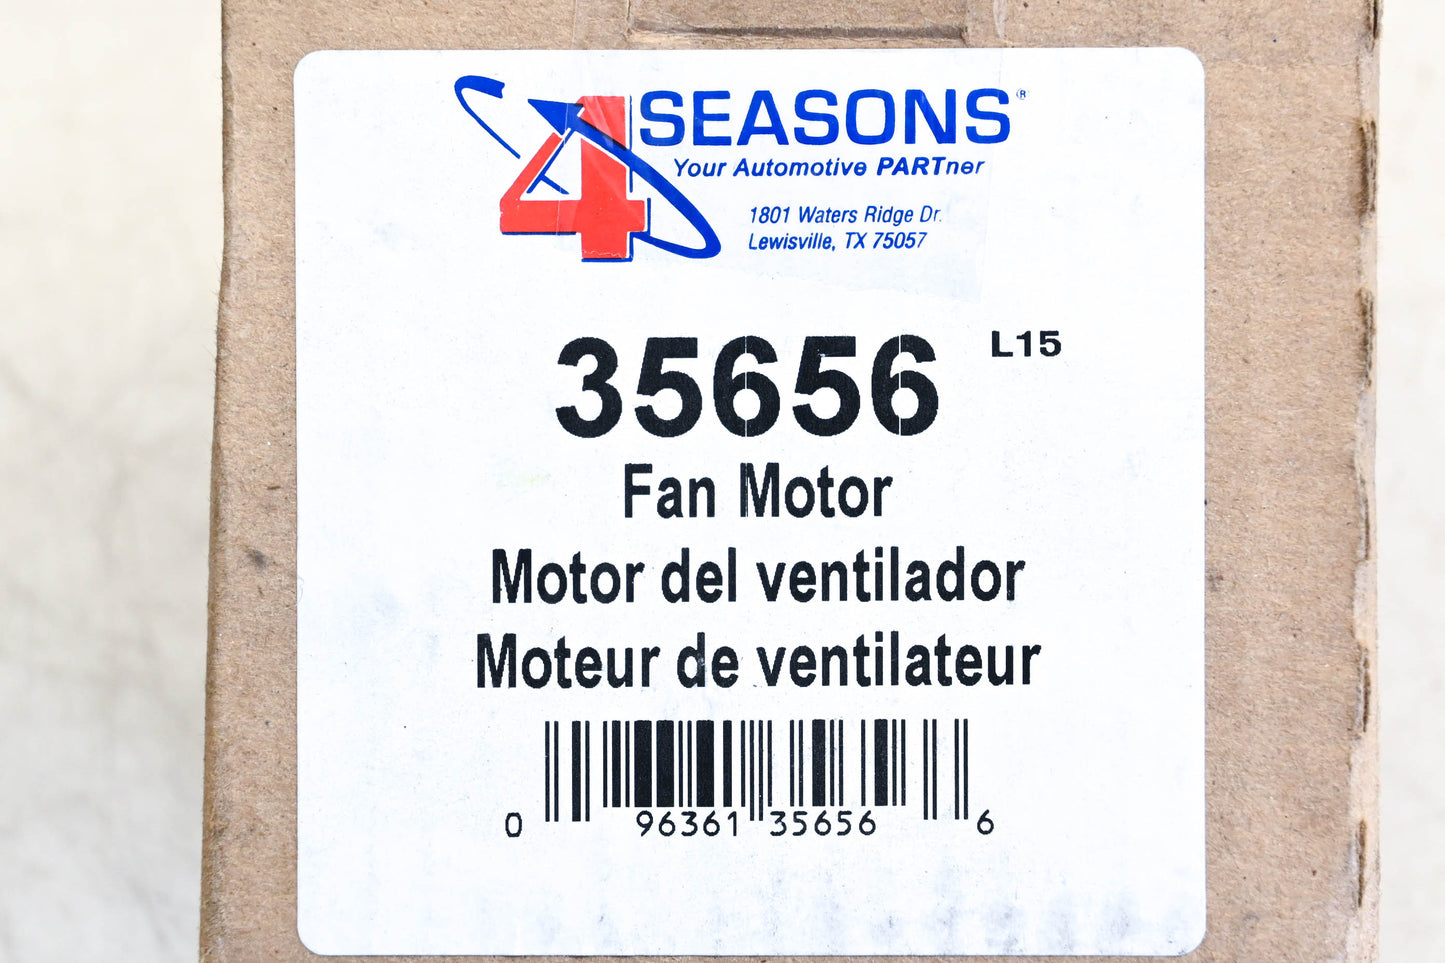 4 SEASONS®
Your Automotive PARTner
1801 Waters Ridge Dr.
Lewisville, TX 75057
35656 L15
Fan Motor
Motor del ventilador
Moteur de ventilateur
0 96361 35656 6